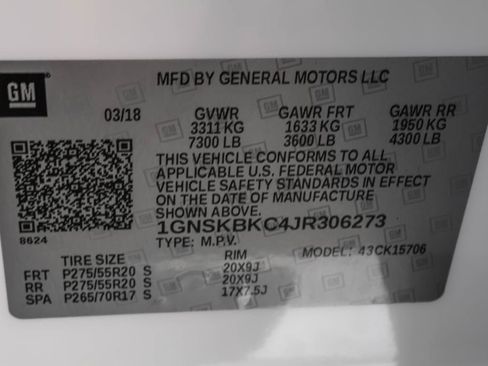 GM
MFD BY GENERAL MOTORS LLC
03/18 GVWR GAWR FRT GAWR RR
3311 KG 1633 KG 1950 KG
7300 LB 3600 LB 4300 LB
THIS VEHICLE CONFORMS TO ALL
APPLICABLE U.S. FEDERAL MOTOR
VEHICLE SAFETY STANDARDS IN EFFECT
ON THE DATE OF MANUFACTURE
SHOWN ABOVE.
1GNSKBKC4JR306273
8624
TYPE: M.P.V. MODEL: 43CK15706
TIRE SIZE RIM
FRT P275/55R20 S 20X9J
RR P275/55R20 S 20X9J
SPA P265/70R17 S 17X7.5J